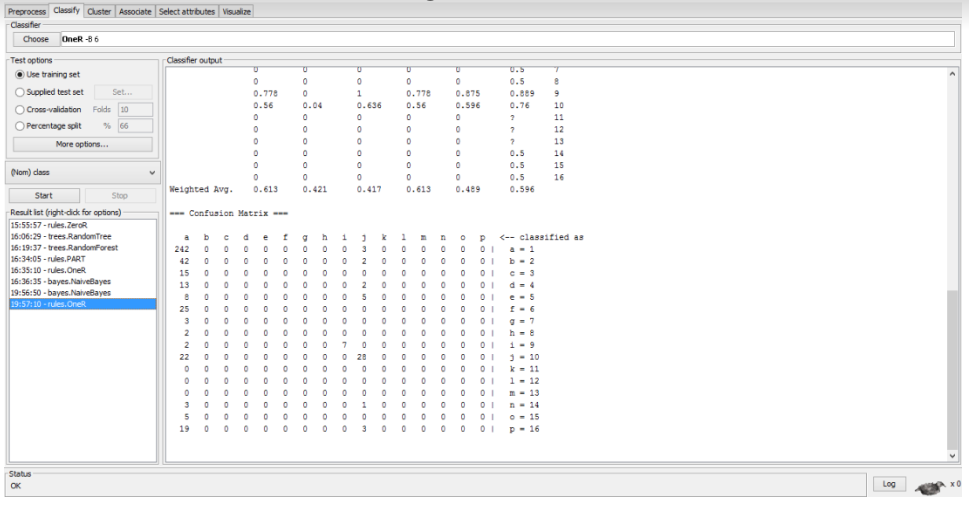 Preprocess Classify Cluster Associate Select attributes Visualize
Classifier
Choose OneR -B 6
Test options
Use training set
Supplied test set Set...
Cross-validation Folds 10
Percentage split % 66
More options...
(Nom) class
Start Stop
Result list (right-click for options)
15:55:57 - rules.ZeroR
16:06:29 - trees.RandomTree
16:19:37 - trees.RandomForest
16:34:05 - rules.PART
16:35:10 - rules.OneR
16:36:35 - bayes.NaiveBayes
19:56:50 - bayes.NaiveBayes
19:57:10 - rules.OneR
Classifier output
0 0 0 0 0 0.5 7
0 0 0 0 0 0.5 8
0.778 0 1 0.778 0.875 0.889 9
0.56 0.04 0.636 0.56 0.596 0.76 10
0 0 0 0 0 ? 11
0 0 0 0 0 ? 12
0 0 0 0 0 ? 13
0 0 0 0 0 0.5 14
0 0 0 0 0 0.5 15
0 0 0 0 0 0.5 16
Weighted Avg. 0.613 0.421 0.417 0.613 0.489 0.596
=== Confusion Matrix ===
a b c d e f g h i j k l m n o p <-- classified as
242 0 0 0 0 0 0 0 0 3 0 0 0 0 0 0 | a = 1
42 0 0 0 0 0 0 0 0 2 0 0 0 0 0 0 | b = 2
15 0 0 0 0 0 0 0 0 0 0 0 0 0 0 0 | c = 3
13 0 0 0 0 0 0 0 0 2 0 0 0 0 0 0 | d = 4
8 0 0 0 0 0 0 0 0 5 0 0 0 0 0 0 | e = 5
25 0 0 0 0 0 0 0 0 0 0 0 0 0 0 0 | f = 6
3 0 0 0 0 0 0 0 0 0 0 0 0 0 0 0 | g = 7
2 0 0 0 0 0 0 0 0 0 0 0 0 0 0 0 | h = 8
2 0 0 0 0 0 0 0 7 0 0 0 0 0 0 0 | i = 9
22 0 0 0 0 0 0 0 0 28 0 0 0 0 0 0 | j = 10
0 0 0 0 0 0 0 0 0 0 0 0 0 0 0 0 | k = 11
0 0 0 0 0 0 0 0 0 0 0 0 0 0 0 0 | l = 12
0 0 0 0 0 0 0 0 0 0 0 0 0 0 0 0 | m = 13
3 0 0 0 0 0 0 0 0 1 0 0 0 0 0 0 | n = 14
5 0 0 0 0 0 0 0 0 0 0 0 0 0 0 0 | o = 15
19 0 0 0 0 0 0 0 0 3 0 0 0 0 0 0 | p = 16
Status
OK
Log x 0